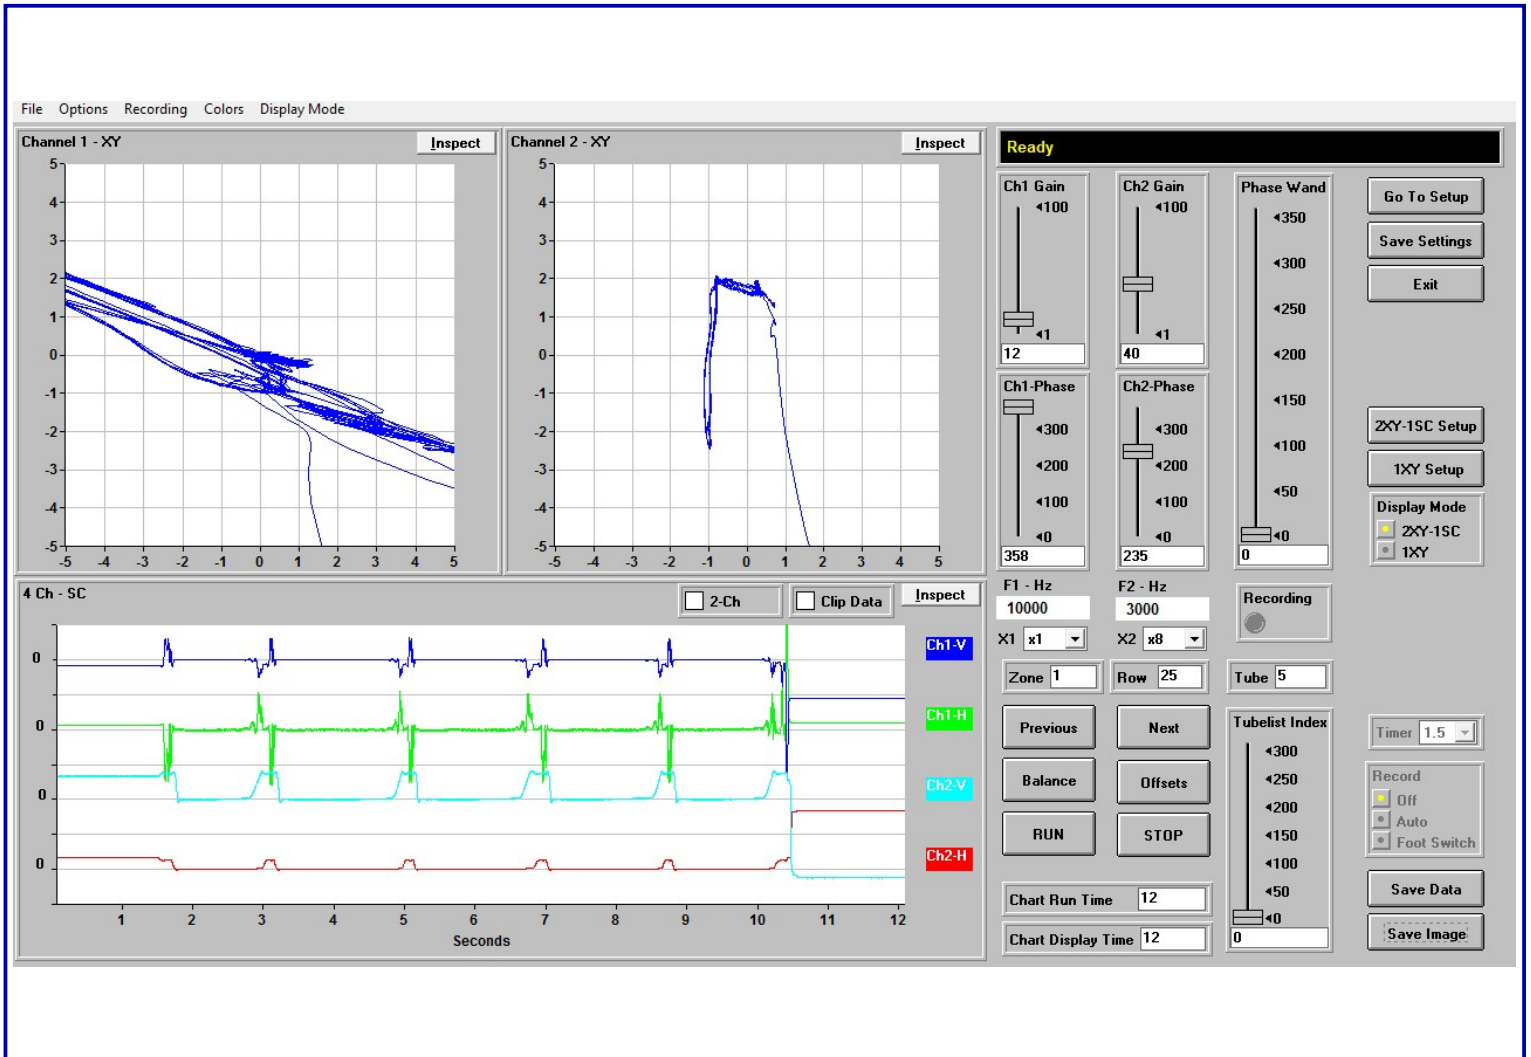 File Options Recording Colors Display Mode
Channel 1 - XY
Inspect
5
4
3
2
1
0
-1
-2
-3
-4
-5
-5 -4 -3 -2 -1 0 1 2 3 4 5
Channel 2 - XY
Inspect
5
4
3
2
1
0
-1
-2
-3
-4
-5
-5 -4 -3 -2 -1 0 1 2 3 4 5
4 Ch - SC
2-Ch
Clip Data
Inspect
0
0
0
0
Ch1-V
Ch1-H
Ch2-V
Ch2-H
1 2 3 4 5 6 7 8 9 10 11 12
Seconds
Ready
Ch1 Gain
100
1
12
Ch2 Gain
100
1
40
Phase Wand
350
300
250
200
150
100
50
0
0
Ch1-Phase
300
200
100
0
358
Ch2-Phase
300
200
100
0
235
Go To Setup
Save Settings
Exit
2XY-1SC Setup
1XY Setup
Display Mode
2XY-1SC
1XY
F1 - Hz
10000
F2 - Hz
3000
Recording
X1 x1
X2 x8
Zone 1
Row 25
Tube 5
Previous
Next
Balance
Offsets
RUN
STOP
Tubelist Index
300
250
200
150
100
50
0
0
Timer 1.5
Record
Off
Auto
Foot Switch
Chart Run Time 12
Chart Display Time 12
Save Data
Save Image